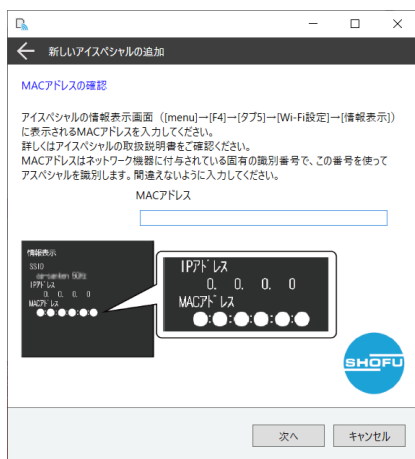 新しいアイスペシャルの追加
MACアドレスの確認
アイスペシャルの情報表示画面（[menu]→[F4]→[タブ5]→[Wi-Fi設定]→[情報表示]）
に表示されるMACアドレスを入力してください。
詳しくはアイスペシャルの取扱説明書をご確認ください。
MACアドレスはネットワーク機器に付与されている固有の識別番号で、この番号を使って
アスペシャルを識別します。間違えないように入力してください。
MACアドレス
情報表示
SSID
IPアドレス
0. 0. 0. 0
MACアドレス
IPアドレス
0. 0. 0. 0
MACアドレス
SHOFU
次へ
キャンセル